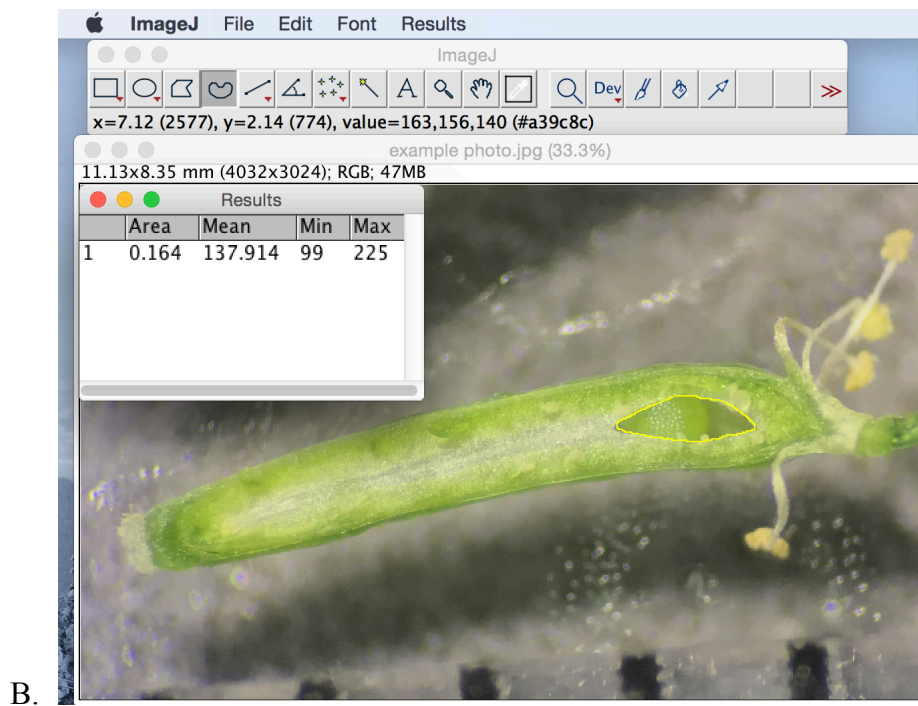 ImageJ File Edit Font Results
ImageJ
A Dev >>
x=7.12 (2577), y=2.14 (774), value=163,156,140 (#a39c8c)
example photo.jpg (33.3%)
11.13x8.35 mm (4032x3024); RGB; 47MB
Results
Area Mean Min Max
1 0.164 137.914 99 225
B.